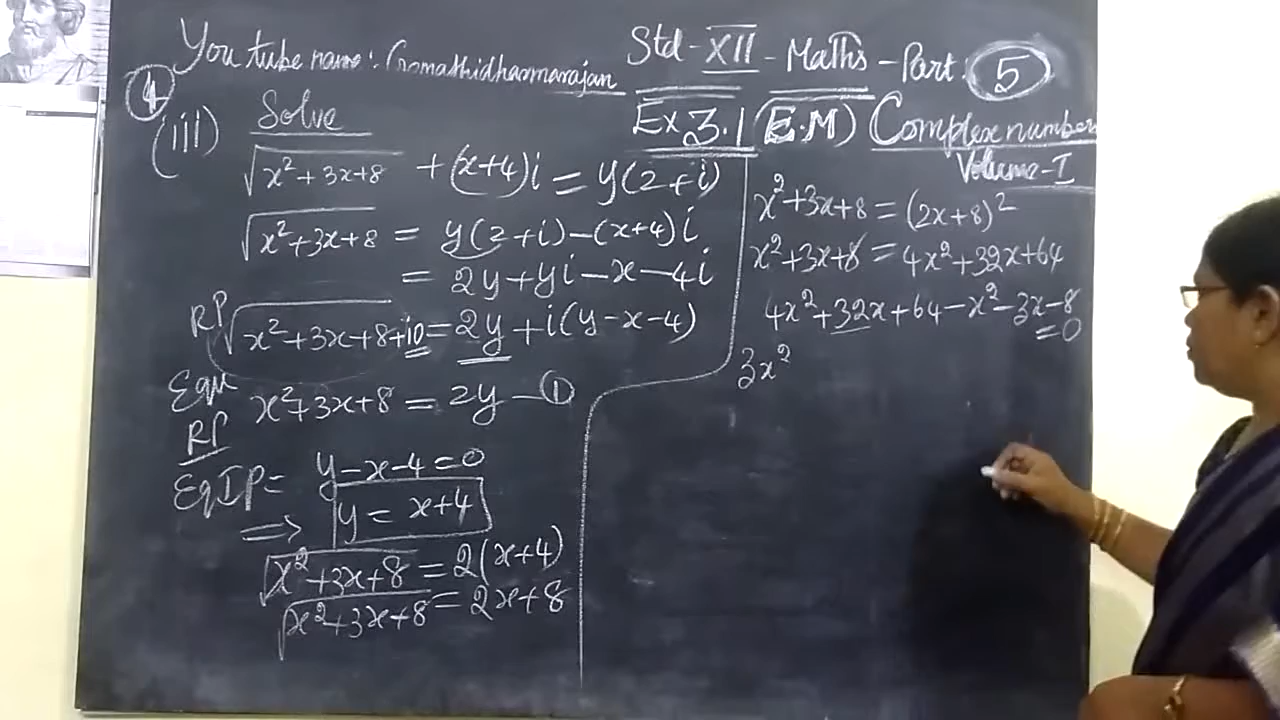 You tube name: Gomathidharmarajan
Std - XII - Maths - Part. 5
Ex 3.1 (E.M) Complex numbers
Volume-I
4
(iii) Solve
√x²+3x+8 + (x+4)i = y(2+i)
√x²+3x+8 = y(2+i)-(x+4)i
= 2y+yi-x-4i
RP √x²+3x+8+i0 = 2y+i(y-x-4)
Equ x²+3x+8 = 2y - ①
RP
Eq IP = y-x-4=0
=> y = x+4
√x²+3x+8 = 2(x+4)
√x²+3x+8 = 2x+8
x²+3x+8 = (2x+8)²
x²+3x+8 = 4x²+32x+64
4x²+32x+64-x²-3x-8
=0
3x²